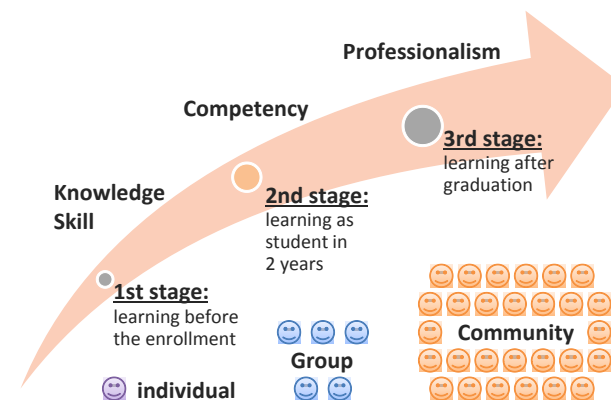 Professionalism
Competency
Knowledge
Skill
3rd stage:
learning after
graduation
2nd stage:
learning as
student in
2 years
1st stage:
learning before
the enrollment
Community
Group
individual